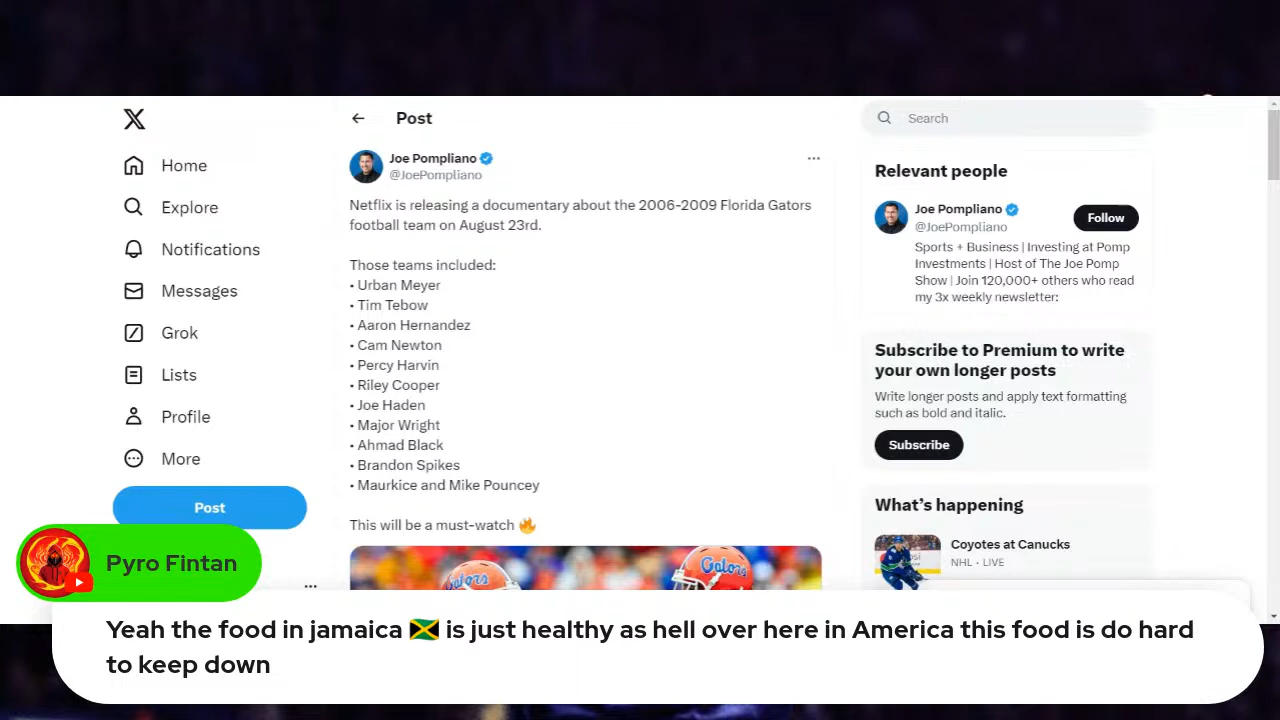 Post
Search
Joe Pompliano
@JoePompliano
Home
Explore
Notifications
Messages
Grok
Lists
Profile
More
Post
Netflix is releasing a documentary about the 2006-2009 Florida Gators
football team on August 23rd.
Those teams included:
• Urban Meyer
• Tim Tebow
• Aaron Hernandez
• Cam Newton
• Percy Harvin
• Riley Cooper
• Joe Haden
• Major Wright
• Ahmad Black
• Brandon Spikes
• Maurkice and Mike Pouncey
This will be a must-watch 🔥
Gators
Gators
Relevant people
Joe Pompliano
@JoePompliano
Follow
Sports + Business | Investing at Pomp
Investments | Host of The Joe Pomp
Show | Join 120,000+ others who read
my 3x weekly newsletter:
Subscribe to Premium to write
your own longer posts
Write longer posts and apply text formatting
such as bold and italic.
Subscribe
What's happening
Coyotes at Canucks
NHL · LIVE
Pyro Fintan
Yeah the food in jamaica 🇯🇲 is just healthy as hell over here in America this food is do hard
to keep down